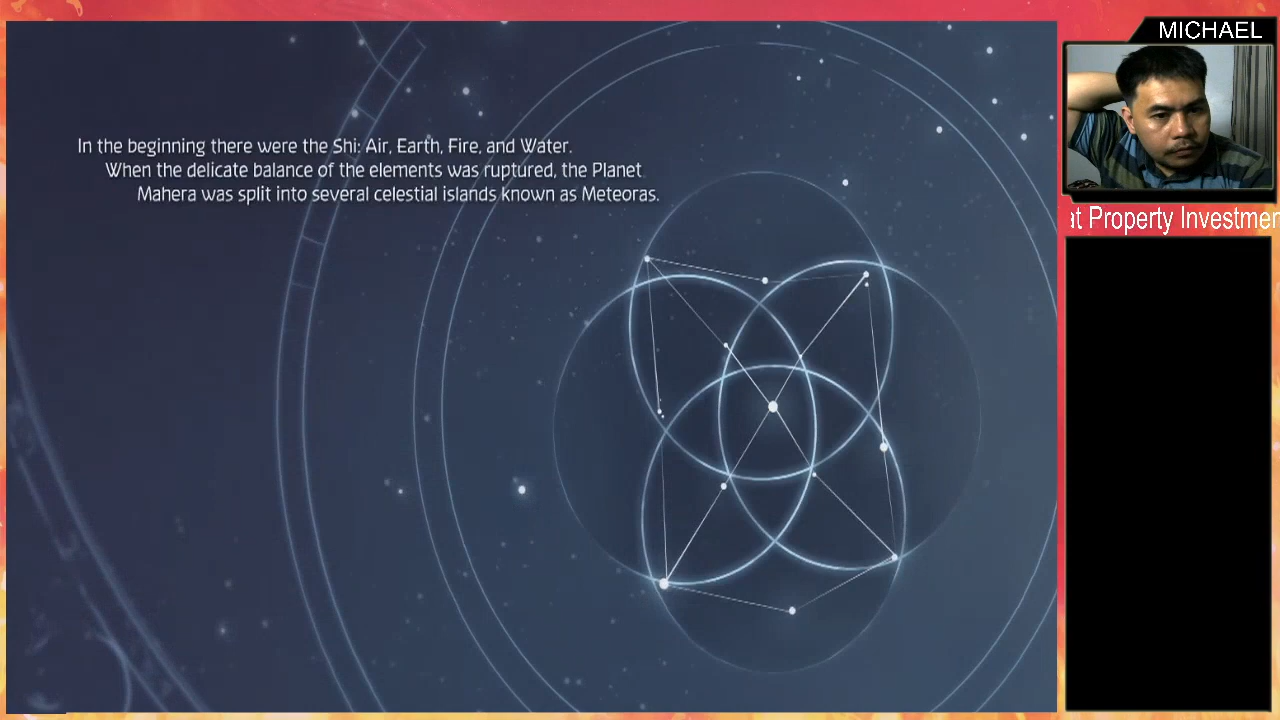 In the beginning there were the Shi: Air, Earth, Fire, and Water.
When the delicate balance of the elements was ruptured, the Planet
Mahera was split into several celestial islands known as Meteoras.
MICHAEL
at Property Investmen